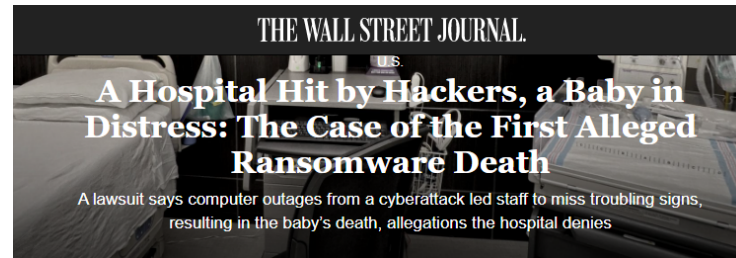 THE WALL STREET JOURNAL.
U.S.
A Hospital Hit by Hackers, a Baby in
Distress: The Case of the First Alleged
Ransomware Death
A lawsuit says computer outages from a cyberattack led staff to miss troubling signs,
resulting in the baby's death, allegations the hospital denies